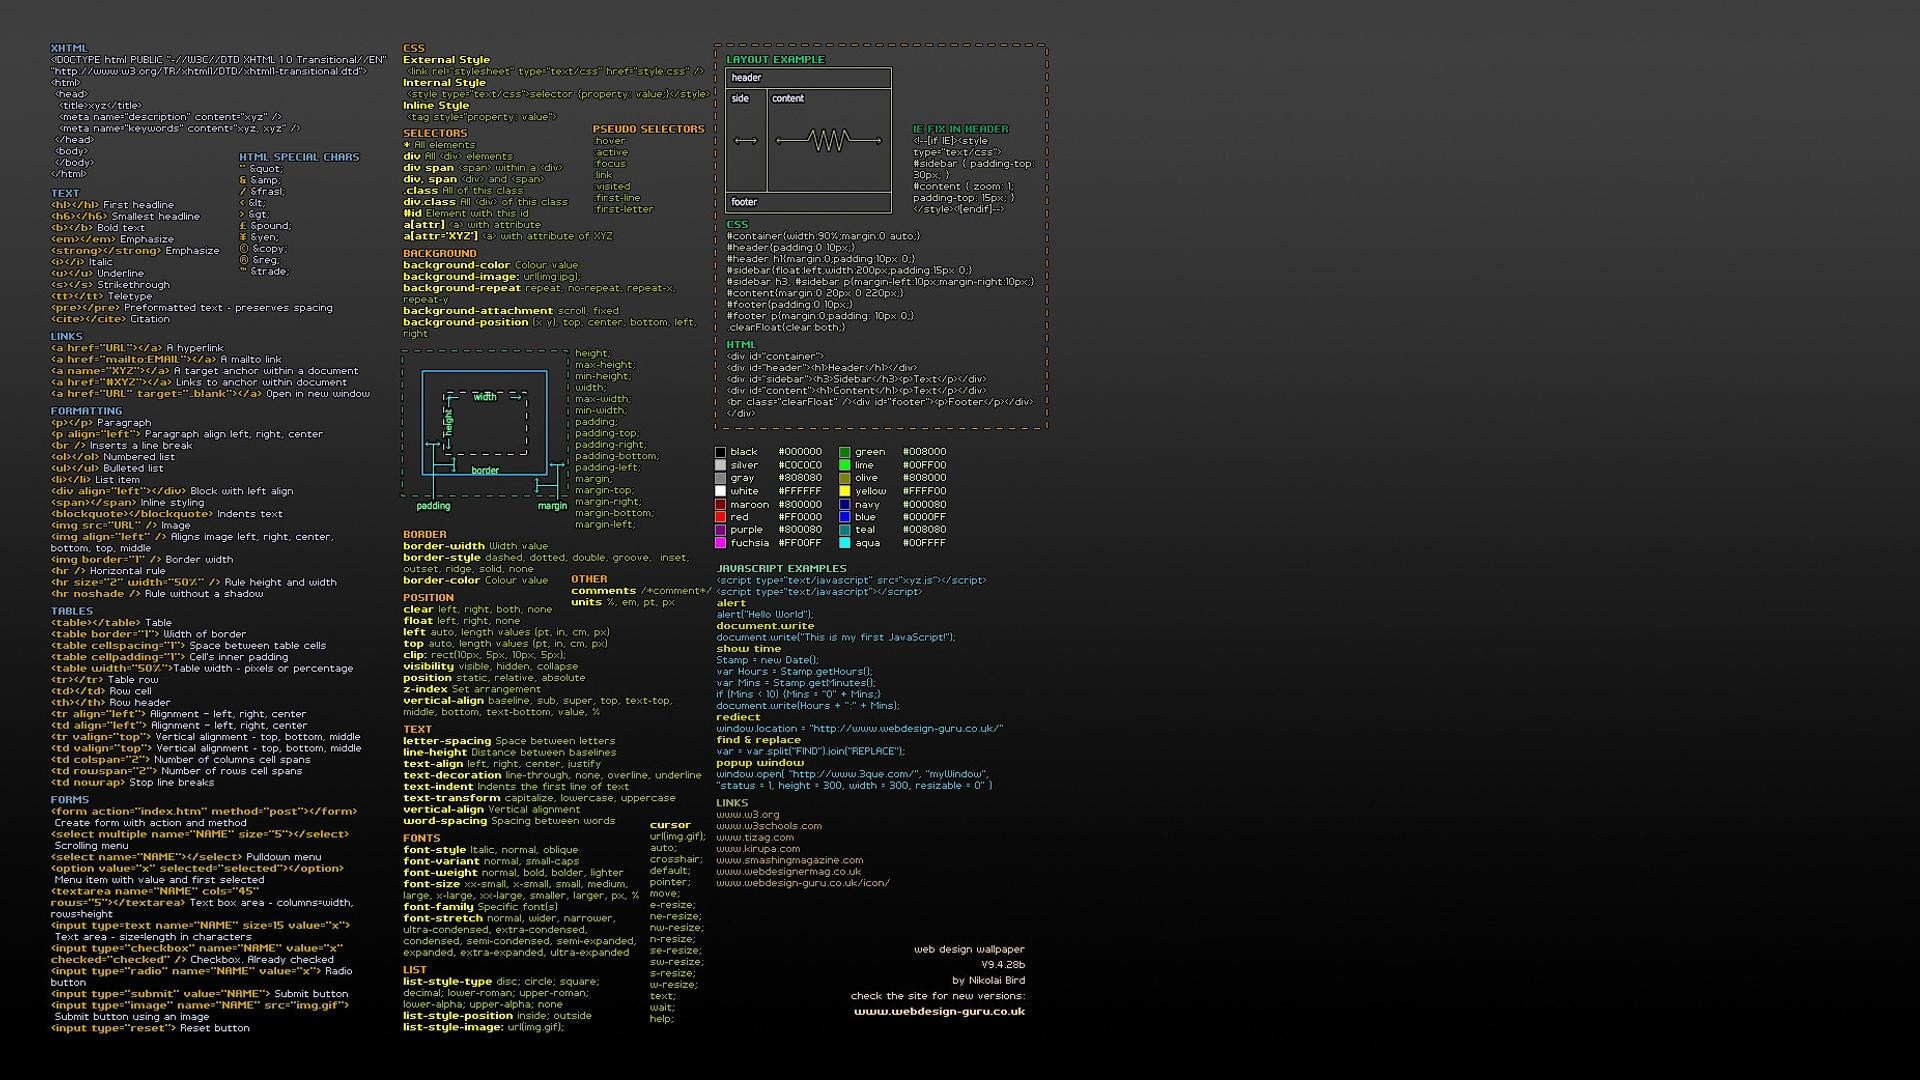 XHTML
<!DOCTYPE html PUBLIC "-//W3C//DTD XHTML 1.0 Transitional//EN"
"http://www.w3.org/TR/xhtml1/DTD/xhtml1-transitional.dtd">
<html>
<head>
<title>xyz</title>
<meta name="description" content="xyz" />
<meta name="keywords" content="xyz, xyz" />
</head>
<body>
</body>
</html>
HTML SPECIAL CHARS
" &quot;
& &amp;
/ &frasl;
< &lt;
> &gt;
£ &pound;
¥ &yen;
© &copy;
® &reg;
™ &trade;
TEXT
<h1></h1> First headline
<h6></h6> Smallest headline
<b></b> Bold text
<em></em> Emphasize
<strong></strong> Emphasize
<i></i> Italic
<u></u> Underline
<s></s> Strikethrough
<tt></tt> Teletype
<pre></pre> Preformatted text - preserves spacing
<cite></cite> Citation
LINKS
<a href="URL"></a> A hyperlink
<a href="mailto:EMAIL"></a> A mailto link
<a name="XYZ"></a> A target anchor within a document
<a href="#XYZ"></a> Links to anchor within document
<a href="URL" target="_blank"></a> Open in new window
FORMATTING
<p></p> Paragraph
<p align="left"> Paragraph align left, right, center
<br /> Inserts a line break
<ol></ol> Numbered list
<ul></ul> Bulleted list
<li></li> List item
<div align="left"></div> Block with left align
<span></span> Inline styling
<blockquote></blockquote> Indents text
<img src="URL" /> Image
<img align="left" /> Aligns image left, right, center,
bottom, top, middle
<img border="1" /> Border width
<hr /> Horizontal rule
<hr size="2" width="50%" /> Rule height and width
<hr noshade /> Rule without a shadow
TABLES
<table></table> Table
<table border="1"> Width of border
<table cellspacing="1"> Space between table cells
<table cellpadding="1"> Cell's inner padding
<table width="50%">Table width - pixels or percentage
<tr></tr> Table row
<td></td> Row cell
<th></th> Row header
<tr align="left"> Alignment - left, right, center
<td align="left"> Alignment - left, right, center
<tr valign="top"> Vertical alignment - top, bottom, middle
<td valign="top"> Vertical alignment - top, bottom, middle
<td colspan="2"> Number of columns cell spans
<td rowspan="2"> Number of rows cell spans
<td nowrap> Stop line breaks
FORMS
<form action="index.htm" method="post"></form>
Create form with action and method
<select multiple name="NAME" size="5"></select>
Scrolling menu
<select name="NAME"></select> Pulldown menu
<option value="x" selected="selected"></option>
Menu item with value and first selected
<textarea name="NAME" cols="45"
rows="5"></textarea> Text box area - columns=width,
rows=height
<input type=text name="NAME" size=15 value="x">
Text area - size=length in characters
<input type="checkbox" name="NAME" value="x"
checked="checked" /> Checkbox. Already checked
<input type="radio" name="NAME" value="x"> Radio
button
<input type="submit" value="NAME"> Submit button
<input type="image" name="NAME" src="img.gif">
Submit button using an image
<input type="reset"> Reset button
CSS
External Style
<link rel="stylesheet" type="text/css" href="style.css" />
Internal Style
<style type="text/css">selector {property: value;}</style>
Inline Style
<tag style="property: value">
SELECTORS
* All elements
div All <div> elements
div span <span> within a <div>
div, span <div> and <span>
.class All of this class
div.class All <div> of this class
#id Element with this id
a[attr] <a> with attribute
a[attr='XYZ'] <a> with attribute of XYZ
PSEUDO SELECTORS
:hover
:active
:focus
:link
:visited
:first-line
:first-letter
BACKGROUND
background-color Colour value
background-image: url(img.jpg);
background-repeat repeat, no-repeat, repeat-x,
repeat-y
background-attachment scroll, fixed
background-position (x y), top, center, bottom, left,
right
width
height
border
padding
margin
height;
max-height;
min-height;
width;
max-width;
min-width;
padding;
padding-top;
padding-right;
padding-bottom;
padding-left;
margin;
margin-top;
margin-right;
margin-bottom;
margin-left;
BORDER
border-width Width value
border-style dashed, dotted, double, groove, inset,
outset, ridge, solid, none
border-color Colour value
OTHER
comments /*comment*/
units %, em, pt, px
POSITION
clear left, right, both, none
float left, right, none
left auto, length values (pt, in, cm, px)
top auto, length values (pt, in, cm, px)
clip: rect(10px, 5px, 10px, 5px);
visibility visible, hidden, collapse
position static, relative, absolute
z-index Set arrangement
vertical-align baseline, sub, super, top, text-top,
middle, bottom, text-bottom, value, %
TEXT
letter-spacing Space between letters
line-height Distance between baselines
text-align left, right, center, justify
text-decoration line-through, none, overline, underline
text-indent Indents the first line of text
text-transform capitalize, lowercase, uppercase
vertical-align Vertical alignment
word-spacing Spacing between words
FONTS
font-style Italic, normal, oblique
font-variant normal, small-caps
font-weight normal, bold, bolder, lighter
font-size xx-small, x-small, small, medium,
large, x-large, xx-large, smaller, larger, px, %
font-family Specific font(s)
font-stretch normal, wider, narrower,
ultra-condensed, extra-condensed,
condensed, semi-condensed, semi-expanded,
expanded, extra-expanded, ultra-expanded
LIST
list-style-type disc; circle; square;
decimal; lower-roman; upper-roman;
lower-alpha; upper-alpha; none
list-style-position inside; outside
list-style-image: url(img.gif);
cursor
url(img.gif);
auto;
crosshair;
default;
pointer;
move;
e-resize;
ne-resize;
nw-resize;
n-resize;
se-resize;
sw-resize;
s-resize;
w-resize;
text;
wait;
help;
LAYOUT EXAMPLE
header
side
content
footer
IE FIX IN HEADER
<!--[if IE]><style
type="text/css">
#sidebar { padding-top:
30px; }
#content { zoom: 1;
padding-top: 15px; }
</style><![endif]-->
CSS
#container{width:90%;margin:0 auto;}
#header{padding:0 10px;}
#header h1{margin:0;padding:10px 0;}
#sidebar{float:left;width:200px;padding:15px 0;}
#sidebar h3, #sidebar p{margin-left:10px;margin-right:10px;}
#content{margin:0 20px 0 220px;}
#footer{padding:0 10px;}
#footer p{margin:0;padding: 10px 0;}
.clearFloat{clear:both;}
HTML
<div id="container">
<div id="header"><h1>Header</h1></div>
<div id="sidebar"><h3>Sidebar</h3><p>Text</p></div>
<div id="content"><h1>Content</h1><p>Text</p></div>
<br class="clearFloat" /><div id="footer"><p>Footer</p></div>
</div>
black #000000 green #008000
silver #C0C0C0 lime #00FF00
gray #808080 olive #808000
white #FFFFFF yellow #FFFF00
maroon #800000 navy #000080
red #FF0000 blue #0000FF
purple #800080 teal #008080
fuchsia #FF00FF aqua #00FFFF
JAVASCRIPT EXAMPLES
<script type="text/javascript" src="xyz.js"></script>
<script type="text/javascript"></script>
alert
alert("Hello World");
document.write
document.write("This is my first JavaScript!");
show time
Stamp = new Date();
var Hours = Stamp.getHours();
var Mins = Stamp.getMinutes();
if (Mins < 10) {Mins = "0" + Mins;}
document.write(Hours + ":" + Mins);
rediect
window.location = "http://www.webdesign-guru.co.uk/"
find & replace
var = var.split("FIND").join("REPLACE");
popup window
window.open( "http://www.3que.com/", "myWindow",
"status = 1, height = 300, width = 300, resizable = 0" )
LINKS
www.w3.org
www.w3schools.com
www.tizag.com
www.kirupa.com
www.smashingmagazine.com
www.webdesignermag.co.uk
www.webdesign-guru.co.uk/icon/
web design wallpaper
V9.4.28b
by Nikolai Bird
check the site for new versions:
www.webdesign-guru.co.uk